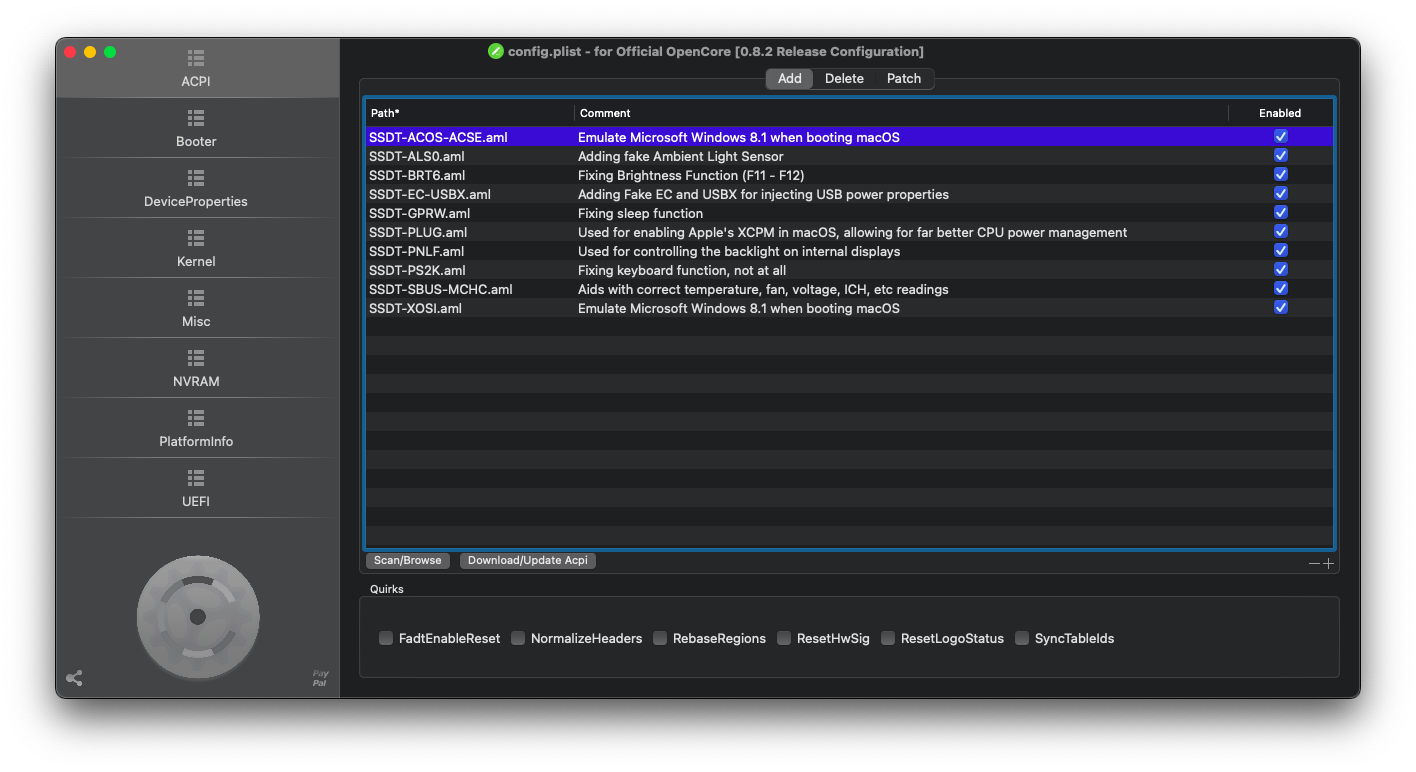 config.plist - for Official OpenCore [0.8.2 Release Configuration]
ACPI
Booter
DeviceProperties
Kernel
Misc
NVRAM
PlatformInfo
UEFI
Pay
Pal
Add Delete Patch
Path* Comment Enabled
SSDT-ACOS-ACSE.aml Emulate Microsoft Windows 8.1 when booting macOS
SSDT-ALS0.aml Adding fake Ambient Light Sensor
SSDT-BRT6.aml Fixing Brightness Function (F11 - F12)
SSDT-EC-USBX.aml Adding Fake EC and USBX for injecting USB power properties
SSDT-GPRW.aml Fixing sleep function
SSDT-PLUG.aml Used for enabling Apple's XCPM in macOS, allowing for far better CPU power management
SSDT-PNLF.aml Used for controlling the backlight on internal displays
SSDT-PS2K.aml Fixing keyboard function, not at all
SSDT-SBUS-MCHC.aml Aids with correct temperature, fan, voltage, ICH, etc readings
SSDT-XOSI.aml Emulate Microsoft Windows 8.1 when booting macOS
Scan/Browse Download/Update Acpi
Quirks
FadtEnableReset NormalizeHeaders RebaseRegions ResetHwSig ResetLogoStatus SyncTableIds